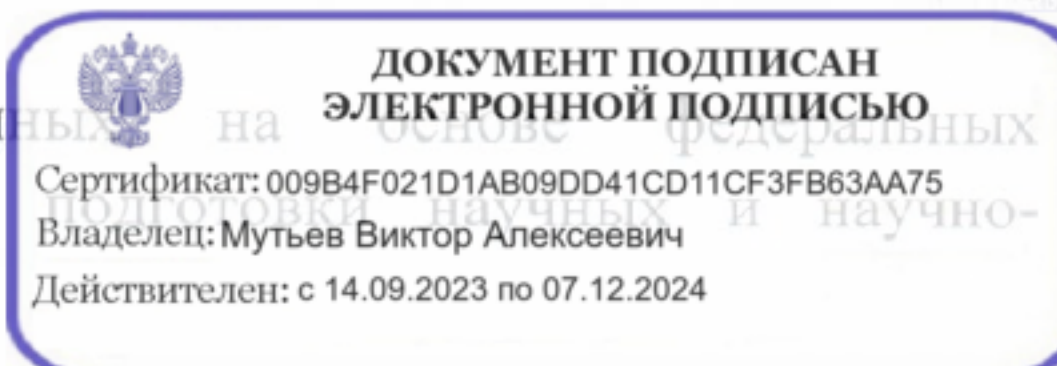 ДОКУМЕНТ ПОДПИСАН
ЭЛЕКТРОННОЙ ПОДПИСЬЮ
на основе федеральных
Сертификат: 009B4F021D1AB09DD41CD11CF3FB63AA75
подготовки научных и научно-
Владелец: Мутьев Виктор Алексеевич
Действителен: с 14.09.2023 по 07.12.2024